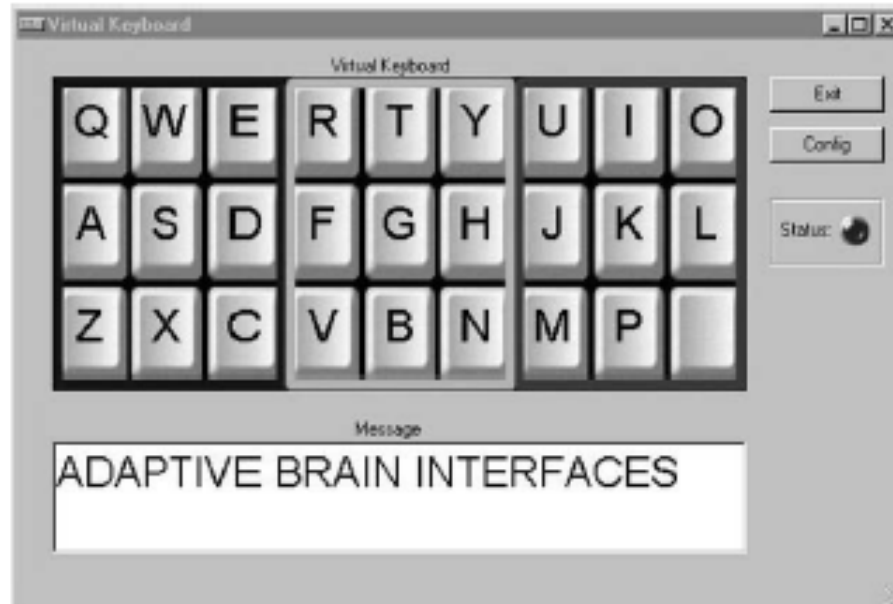 Virtual Keyboard
Virtual Keyboard
Q W E R T Y U I O
Exit
Config
A S D F G H J K L
Status:
Z X C V B N M P
Message
ADAPTIVE BRAIN INTERFACES